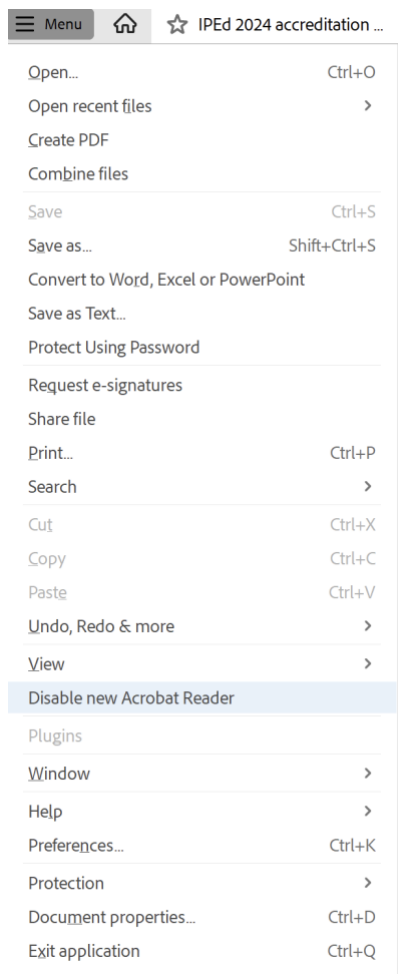 Menu IPEd 2024 accreditation ...
Open... Ctrl+O
Open recent files
Create PDF
Combine files
Save Ctrl+S
Save as... Shift+Ctrl+S
Convert to Word, Excel or PowerPoint
Save as Text...
Protect Using Password
Request e-signatures
Share file
Print... Ctrl+P
Search
Cut Ctrl+X
Copy Ctrl+C
Paste Ctrl+V
Undo, Redo & more
View
Disable new Acrobat Reader
Plugins
Window
Help
Preferences... Ctrl+K
Protection
Document properties... Ctrl+D
Exit application Ctrl+Q